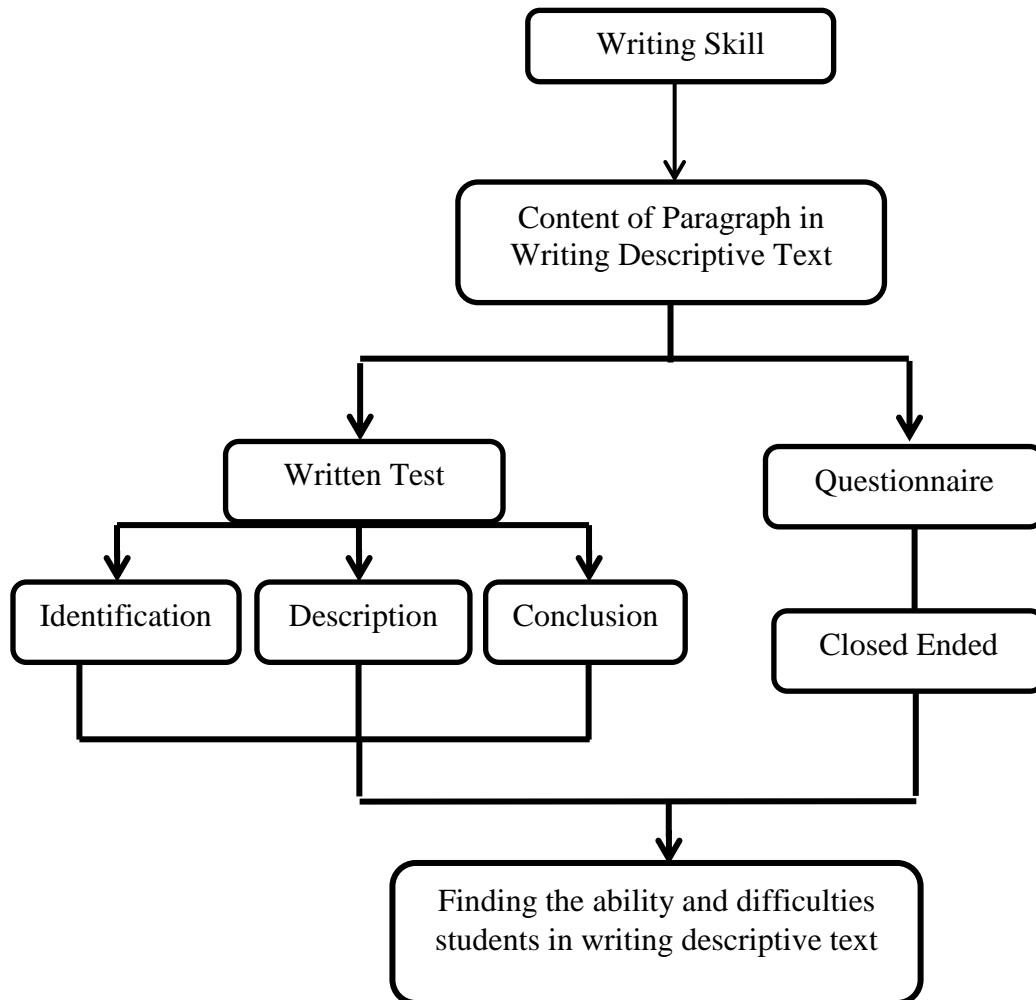 Writing Skill
Content of Paragraph in
Writing Descriptive Text
Written Test
Questionnaire
Identification
Description
Conclusion
Closed Ended
Finding the ability and difficulties
students in writing descriptive text